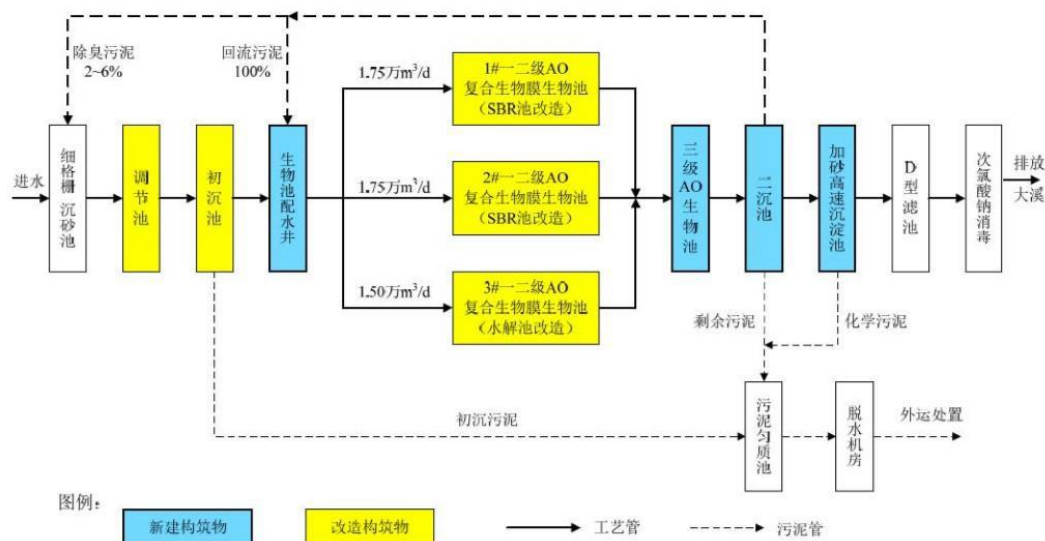 除臭污泥
2~6%
回流污泥
100%
1.75万m³/d
1#一二级AO
复合生物膜生物池
（SBR池改造）
进水
细格栅 沉砂池
调节池
初沉池
生物池配水井
1.75万m³/d
2#一二级AO
复合生物膜生物池
（SBR池改造）
三级AO生物池
二沉池
加砂高速沉淀池
D型滤池
次氯酸钠消毒
排放
大溪
1.50万m³/d
3#一二级AO
复合生物膜生物池
（水解池改造）
剩余污泥
化学污泥
初沉污泥
污泥匀质池
脱水机房
外运处置
图例：
新建构筑物
改造构筑物
工艺管
污泥管